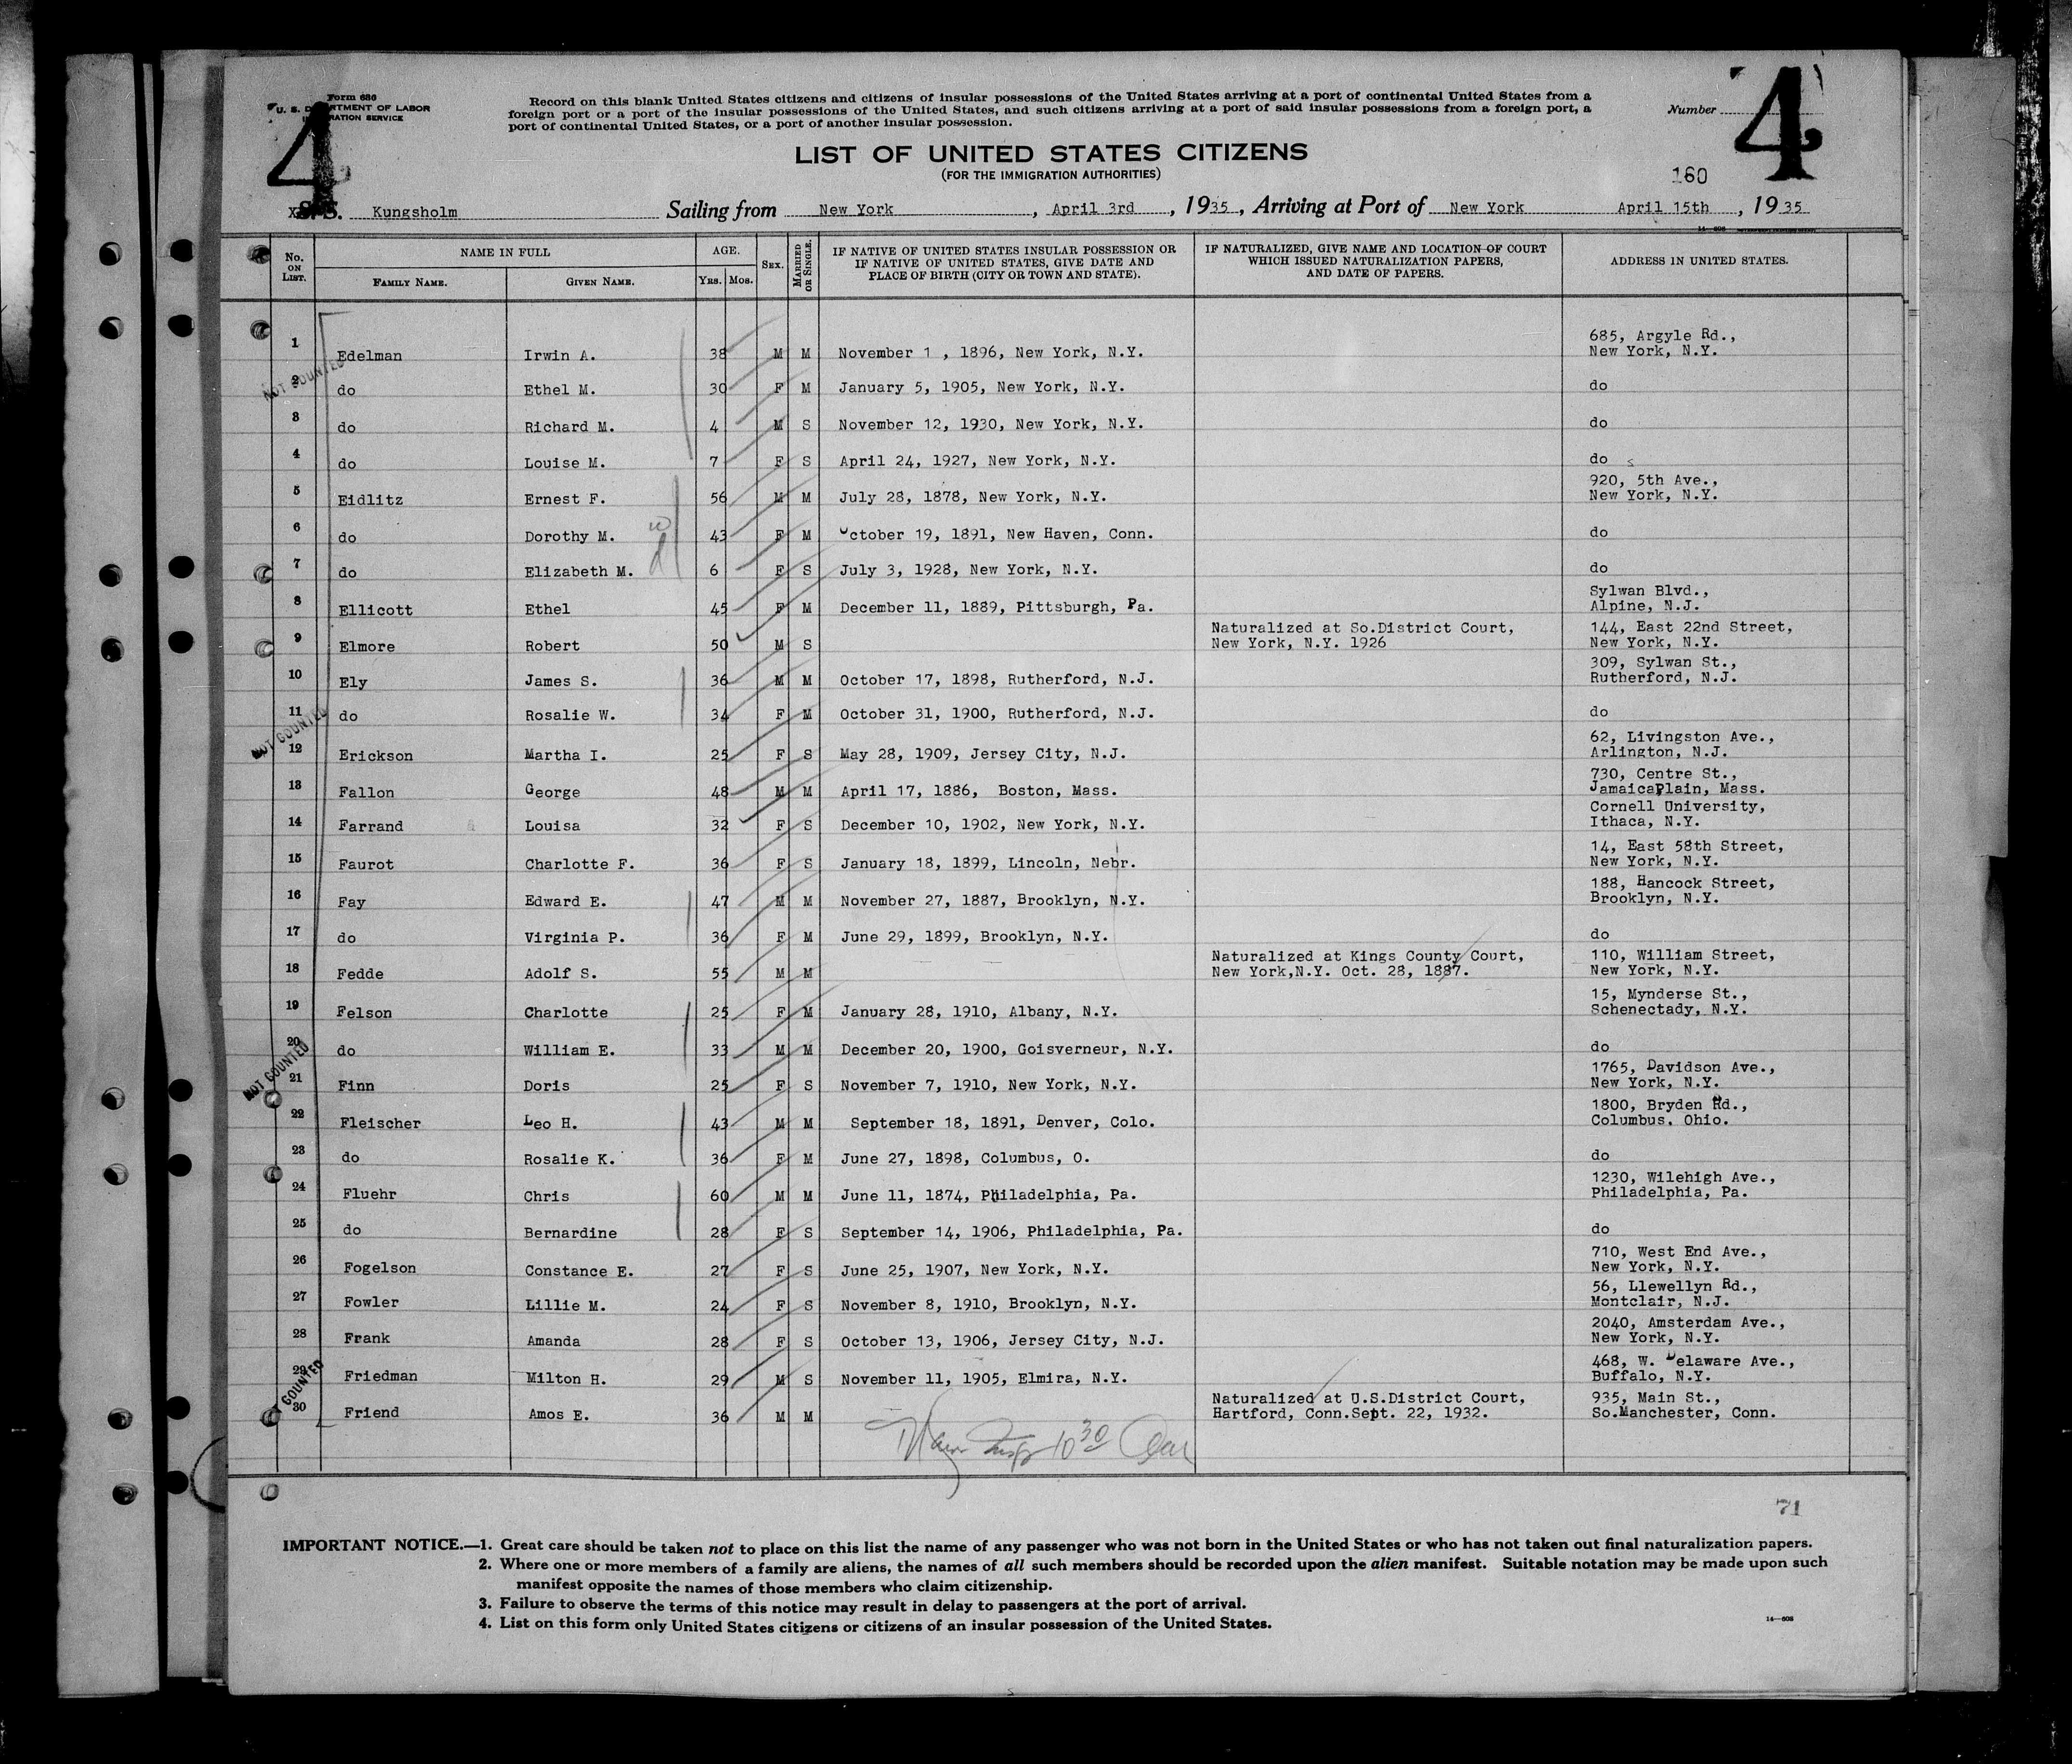 Form 686
U. S. DEPARTMENT OF LABOR
IMMIGRATION SERVICE
Record on this blank United States citizens and citizens of insular possessions of the United States arriving at a port of continental United States from a
foreign port or a port of the insular possessions of the United States, and such citizens arriving at a port of said insular possessions from a foreign port, a
port of continental United States, or a port of another insular possession.
Number
4
4
LIST OF UNITED STATES CITIZENS
(FOR THE IMMIGRATION AUTHORITIES)
160
S. S. Kungsholm Sailing from New York, April 3rd, 1935, Arriving at Port of New York April 15th, 1935
14—608
No. ON LIST. NAME IN FULL AGE. SEX. MARRIED OR SINGLE. IF NATIVE OF UNITED STATES INSULAR POSSESSION OR IF NATIVE OF UNITED STATES, GIVE DATE AND PLACE OF BIRTH (CITY OR TOWN AND STATE). IF NATURALIZED, GIVE NAME AND LOCATION OF COURT WHICH ISSUED NATURALIZATION PAPERS, AND DATE OF PAPERS. ADDRESS IN UNITED STATES.
FAMILY NAME. GIVEN NAME. YRS. MOS.
1 Edelman Irwin A. 38 M M November 1 , 1896, New York, N.Y. 685, Argyle Rd., New York, N.Y.
NOT COUNTED
2 do Ethel M. 30 F M January 5, 1905, New York, N.Y. do
3 do Richard M. 4 M S November 12, 1930, New York, N.Y. do
4 do Louise M. 7 F S April 24, 1927, New York, N.Y. do
5 Eidlitz Ernest F. 56 M M July 28, 1878, New York, N.Y. 920, 5th Ave., New York, N.Y.
6 do Dorothy M. w 43 F M October 19, 1891, New Haven, Conn. do
7 do Elizabeth M. d 6 F S July 3, 1928, New York, N.Y. do
8 Ellicott Ethel 45 F M December 11, 1889, Pittsburgh, Pa. Sylwan Blvd., Alpine, N.J.
9 Elmore Robert 50 M S Naturalized at So.District Court, New York, N.Y. 1926 144, East 22nd Street, New York, N.Y.
10 Ely James S. 36 M M October 17, 1898, Rutherford, N.J. 309, Sylwan St., Rutherford, N.J.
11 do Rosalie W. 34 F M October 31, 1900, Rutherford, N.J. do
NOT COUNTED
12 Erickson Martha I. 25 F S May 28, 1909, Jersey City, N.J. 62, Livingston Ave., Arlington, N.J.
13 Fallon George 48 M M April 17, 1886, Boston, Mass. 730, Centre St., JamaicaPlain, Mass.
14 Farrand Louisa 32 F S December 10, 1902, New York, N.Y. Cornell University, Ithaca, N.Y.
15 Faurot Charlotte F. 36 F S January 18, 1899, Lincoln, Nebr. 14, East 58th Street, New York, N.Y.
16 Fay Edward E. 47 M M November 27, 1887, Brooklyn, N.Y. 188, Hancock Street, Brooklyn, N.Y.
17 do Virginia P. 36 F M June 29, 1899, Brooklyn, N.Y. do
18 Fedde Adolf S. 55 M M Naturalized at Kings County Court, New York,N.Y. Oct. 28, 1887. 110, William Street, New York, N.Y.
19 Felson Charlotte 25 F M January 28, 1910, Albany, N.Y. 15, Mynderse St., Schenectady, N.Y.
20 do William E. 33 M M December 20, 1900, Goisverneur, N.Y. do
NOT COUNTED
21 Finn Doris 25 F S November 7, 1910, New York, N.Y. 1765, Davidson Ave., New York, N.Y.
22 Fleischer Leo H. 43 M M September 18, 1891, Denver, Colo. 1800, Bryden Rd., Columbus. Ohio.
23 do Rosalie K. 36 F M June 27, 1898, Columbus, O. do
24 Fluehr Chris 60 M M June 11, 1874, Philadelphia, Pa. 1230, Wilehigh Ave., Philadelphia, Pa.
25 do Bernardine 28 F S September 14, 1906, Philadelphia, Pa. do
26 Fogelson Constance E. 27 F S June 25, 1907, New York, N.Y. 710, West End Ave., New York, N.Y.
27 Fowler Lillie M. 24 F S November 8, 1910, Brooklyn, N.Y. 56, Llewellyn Rd., Montclair, N.J.
28 Frank Amanda 28 F S October 13, 1906, Jersey City, N.J. 2040, Amsterdam Ave., New York, N.Y.
29 Friedman Milton H. 29 M S November 11, 1905, Elmira, N.Y. 468, W. Delaware Ave., Buffalo, N.Y.
COUNTED
30 Friend Amos E. 36 M M Naturalized at U.S.District Court, Hartford, Conn.Sept. 22, 1932. 935, Main St., So.Manchester, Conn.
10 30
71
IMPORTANT NOTICE.—1. Great care should be taken not to place on this list the name of any passenger who was not born in the United States or who has not taken out final naturalization papers.
2. Where one or more members of a family are aliens, the names of all such members should be recorded upon the alien manifest. Suitable notation may be made upon such
manifest opposite the names of those members who claim citizenship.
3. Failure to observe the terms of this notice may result in delay to passengers at the port of arrival.
4. List on this form only United States citizens or citizens of an insular possession of the United States.
14—608